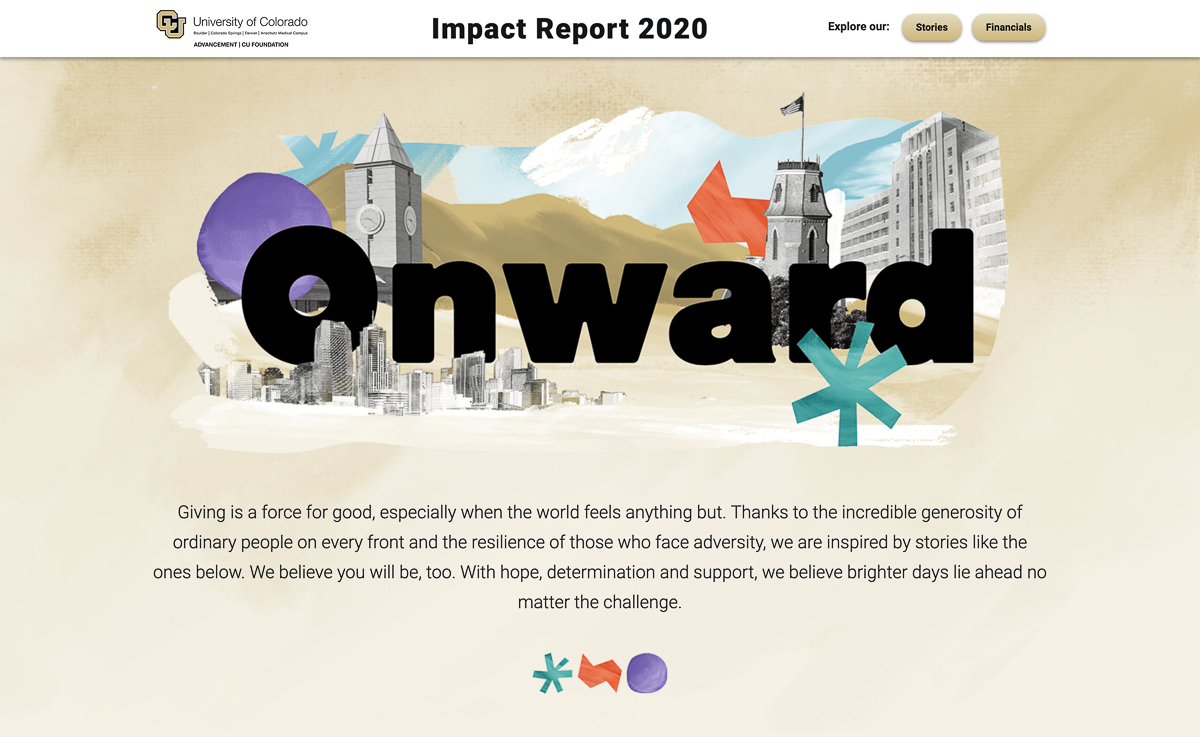 CU
University of Colorado
Boulder | Colorado Springs | Denver | Anschutz Medical Campus
ADVANCEMENT | CU FOUNDATION
Impact Report 2020
Explore our:
Stories
Financials
Onward
Giving is a force for good, especially when the world feels anything but. Thanks to the incredible generosity of
ordinary people on every front and the resilience of those who face adversity, we are inspired by stories like the
ones below. We believe you will be, too. With hope, determination and support, we believe brighter days lie ahead no
matter the challenge.